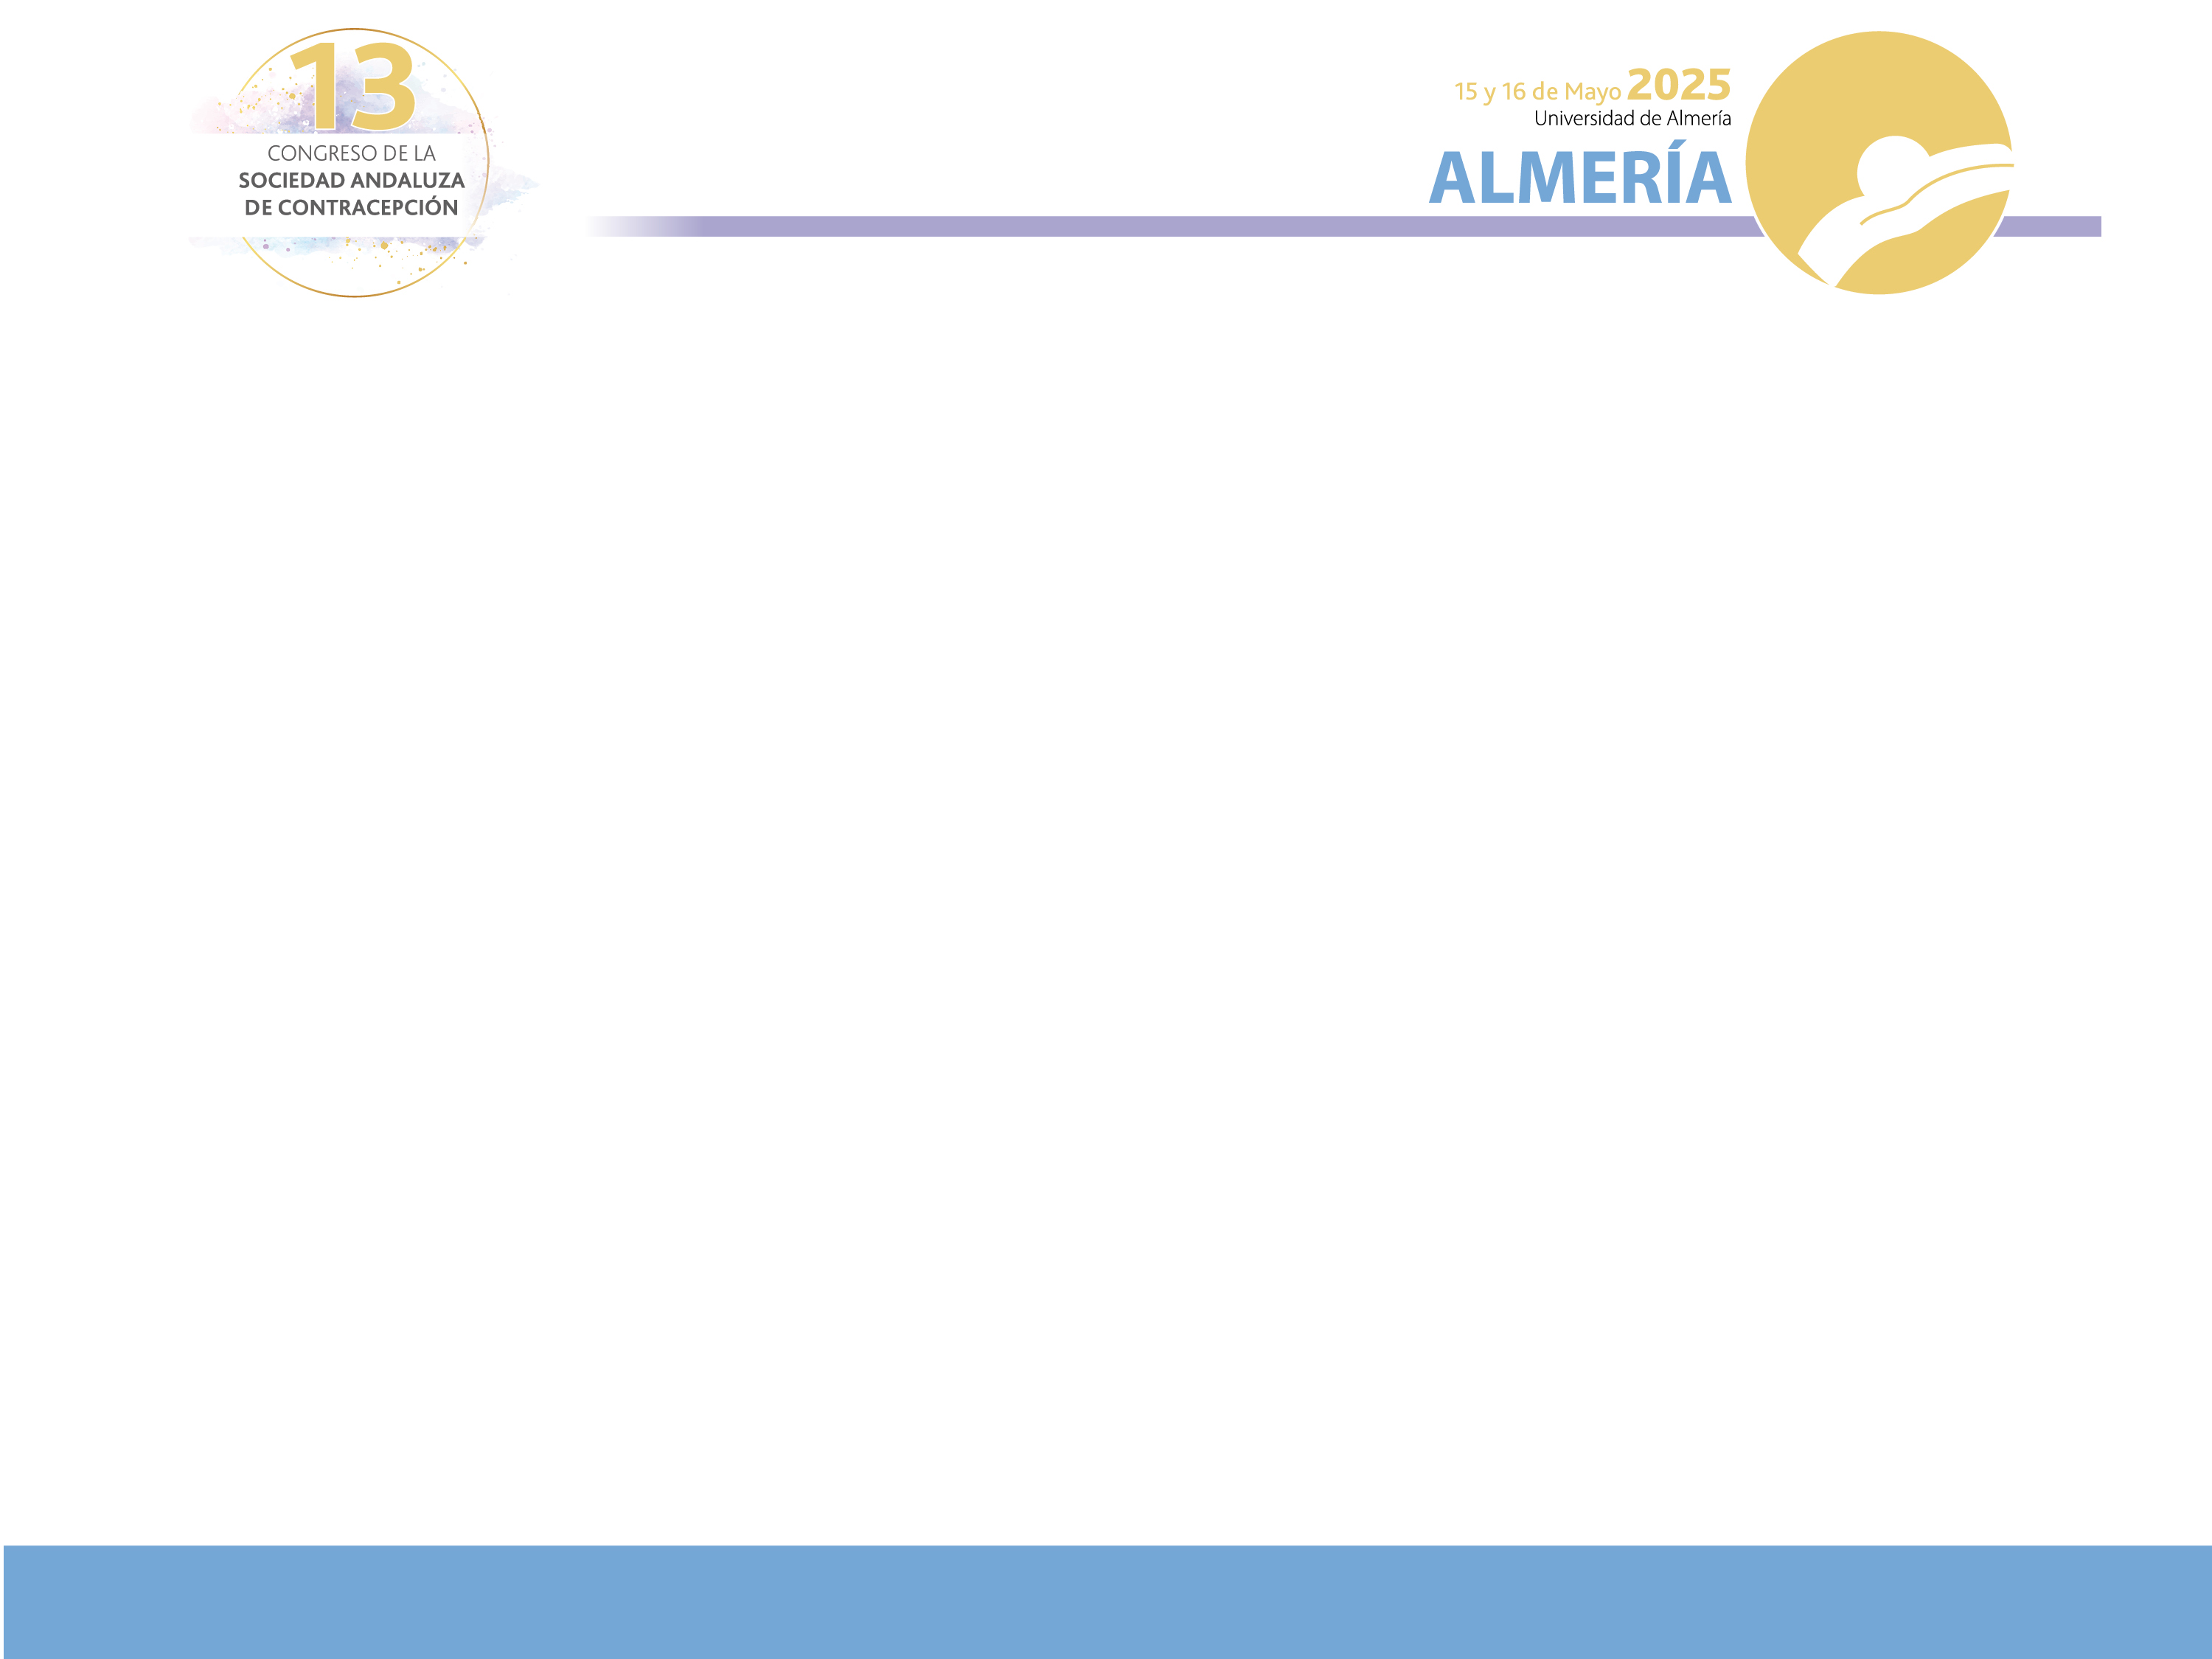 13
CONGRESO DE LA
SOCIEDAD ANDALUZA
DE CONTRACEPCIÓN
15 y 16 de Mayo 2025
Universidad de Almería
ALMERÍA